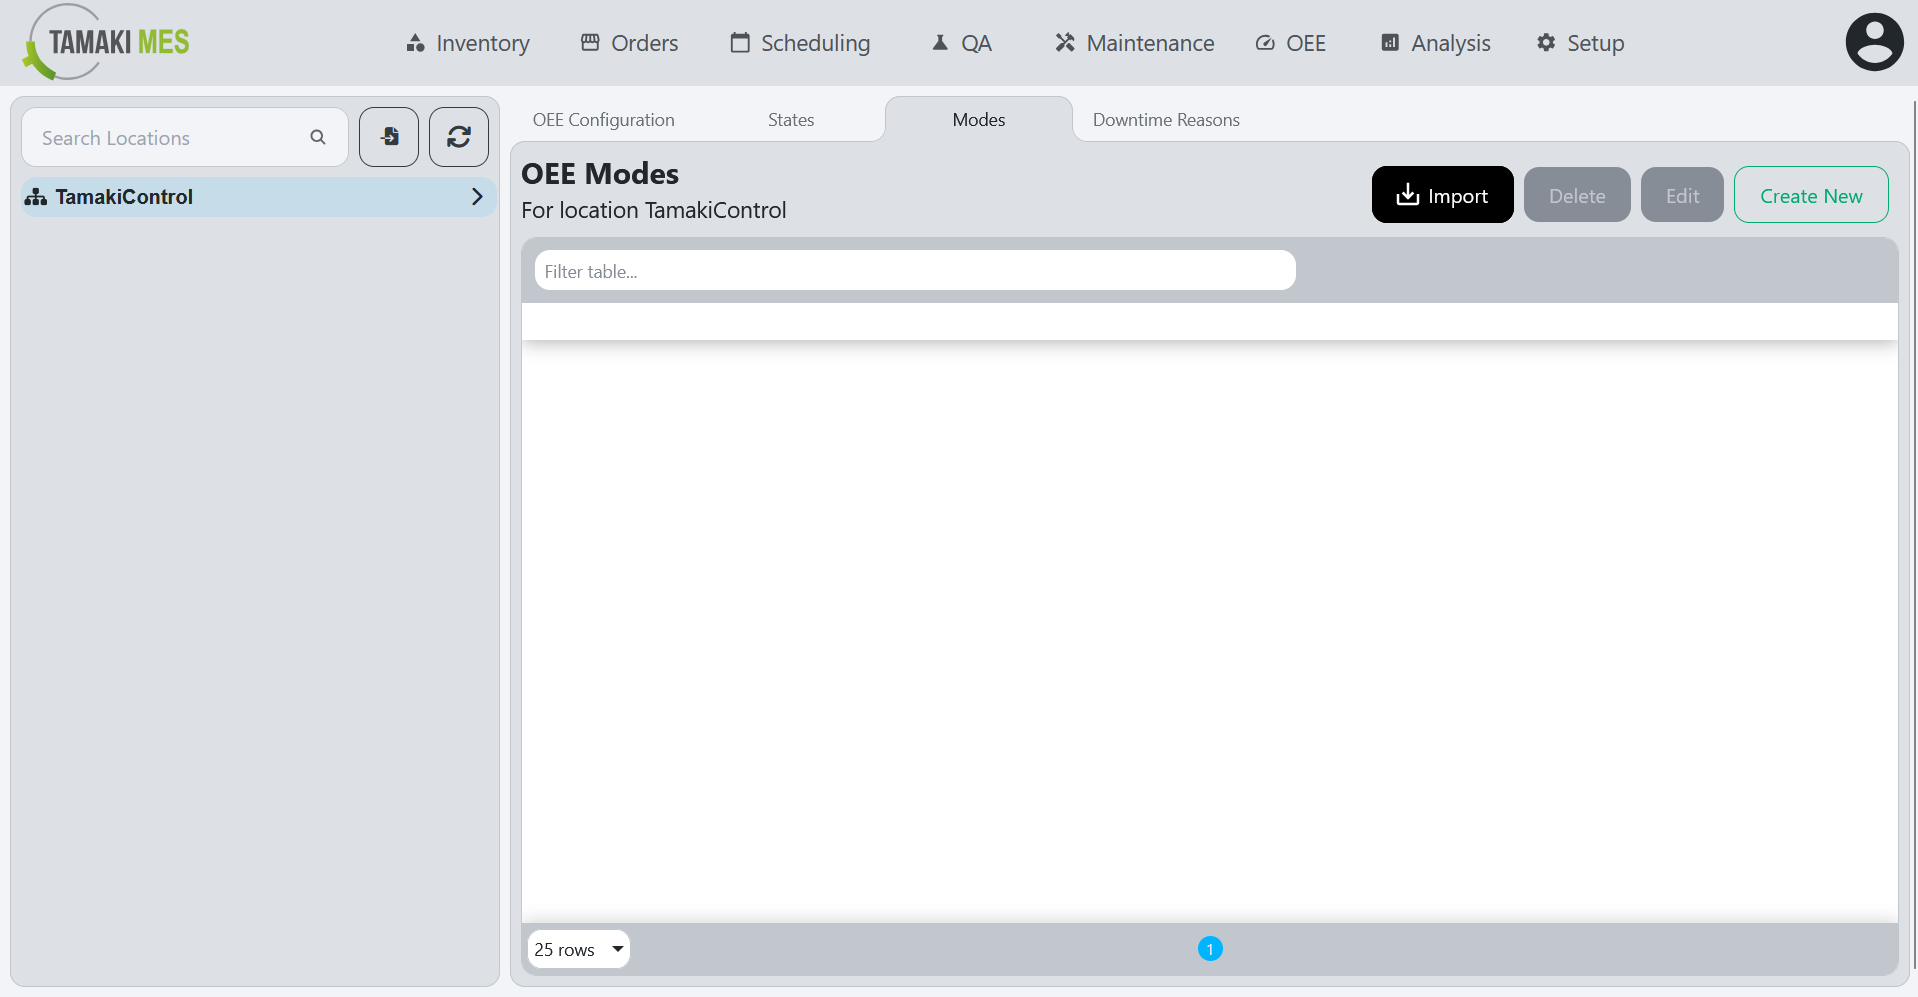 TAMAKI MES
Inventory
Orders
Scheduling
QA
Maintenance
OEE
Analysis
Setup
Search Locations
TamakiControl
OEE Configuration
States
Modes
Downtime Reasons
OEE Modes
For location TamakiControl
Import
Delete
Edit
Create New
Filter table...
25 rows
1